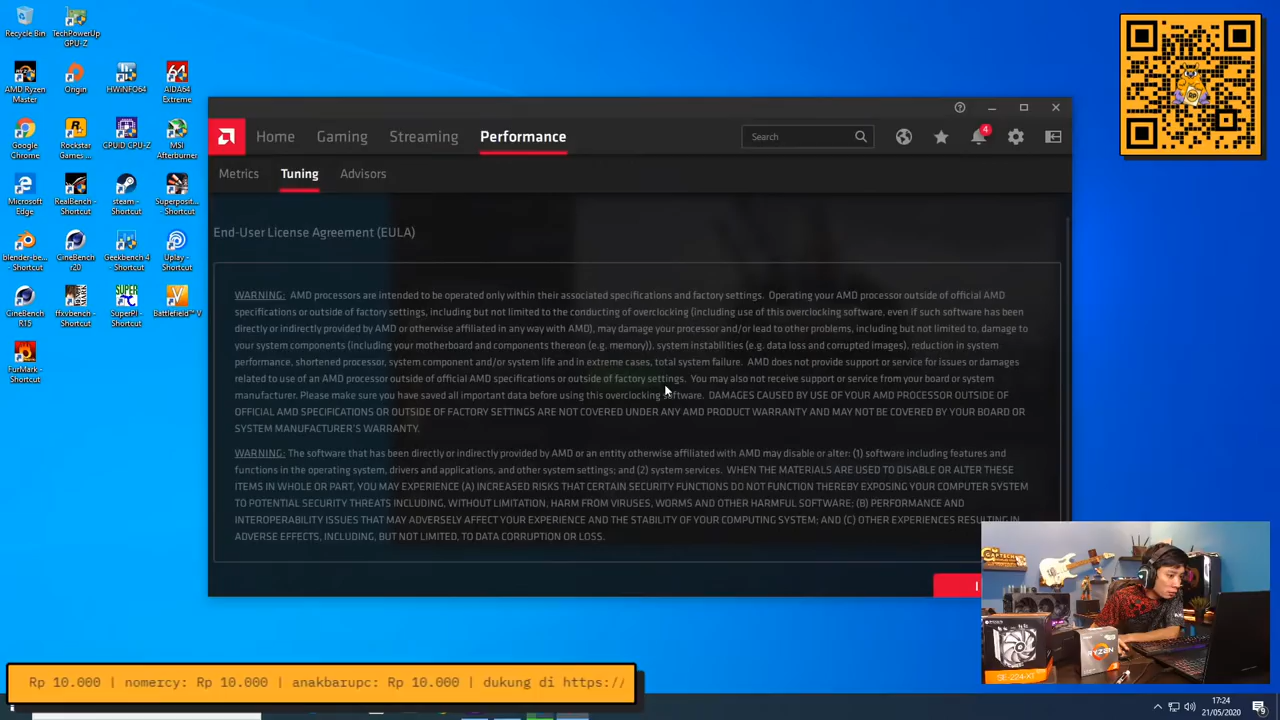 Recycle Bin
TechPowerUp GPU-Z
AMD Ryzen Master
Origin
HWiNFO64
AIDA64 Extreme
Google Chrome
Rockstar Games ...
CPUID CPU-Z
MSI Afterburner
Microsoft Edge
RealBench - Shortcut
steam - Shortcut
Superposit... - Shortcut
blender-be... - Shortcut
CineBench r20
Geekbench 4 - Shortcut
Uplay - Shortcut
CineBench R15
ffxvbench - Shortcut
SuperPI - Shortcut
Battlefield™ V
FurMark - Shortcut
Home
Gaming
Streaming
Performance
Search
4
Metrics
Tuning
Advisors
End-User License Agreement (EULA)
WARNING: AMD processors are intended to be operated only within their associated specifications and factory settings. Operating your AMD processor outside of official AMD
specifications or outside of factory settings, including but not limited to the conducting of overclocking (including use of this overclocking software, even if such software has been
directly or indirectly provided by AMD or otherwise affiliated in any way with AMD), may damage your processor and/or lead to other problems, including but not limited to, damage to
your system components (including your motherboard and components thereon (e.g. memory)), system instabilities (e.g. data loss and corrupted images), reduction in system
performance, shortened processor, system component and/or system life and in extreme cases, total system failure. AMD does not provide support or service for issues or damages
related to use of an AMD processor outside of official AMD specifications or outside of factory settings. You may also not receive support or service from your board or system
manufacturer. Please make sure you have saved all important data before using this overclocking software. DAMAGES CAUSED BY USE OF YOUR AMD PROCESSOR OUTSIDE OF
OFFICIAL AMD SPECIFICATIONS OR OUTSIDE OF FACTORY SETTINGS ARE NOT COVERED UNDER ANY AMD PRODUCT WARRANTY AND MAY NOT BE COVERED BY YOUR BOARD OR
SYSTEM MANUFACTURER'S WARRANTY.
WARNING: The software that has been directly or indirectly provided by AMD or an entity otherwise affiliated with AMD may disable or alter: (1) software including features and
functions in the operating system, drivers and applications, and other system settings; and (2) system services. WHEN THE MATERIALS ARE USED TO DISABLE OR ALTER THESE
ITEMS IN WHOLE OR PART, YOU MAY EXPERIENCE (A) INCREASED RISKS THAT CERTAIN SECURITY FUNCTIONS DO NOT FUNCTION THEREBY EXPOSING YOUR COMPUTER SYSTEM
TO POTENTIAL SECURITY THREATS INCLUDING, WITHOUT LIMITATION, HARM FROM VIRUSES, WORMS AND OTHER HARMFUL SOFTWARE; (B) PERFORMANCE AND
INTEROPERABILITY ISSUES THAT MAY ADVERSELY AFFECT YOUR EXPERIENCE AND THE STABILITY OF YOUR COMPUTING SYSTEM; AND (C) OTHER EXPERIENCES RESULTING IN
ADVERSE EFFECTS, INCLUDING, BUT NOT LIMITED, TO DATA CORRUPTION OR LOSS.
GAPTECH
RYZEN
SE-224-XT
Rp 10.000 | nomercy: Rp 10.000 | anakbarupc: Rp 10.000 | dukung di https://
17:24
21/05/2020